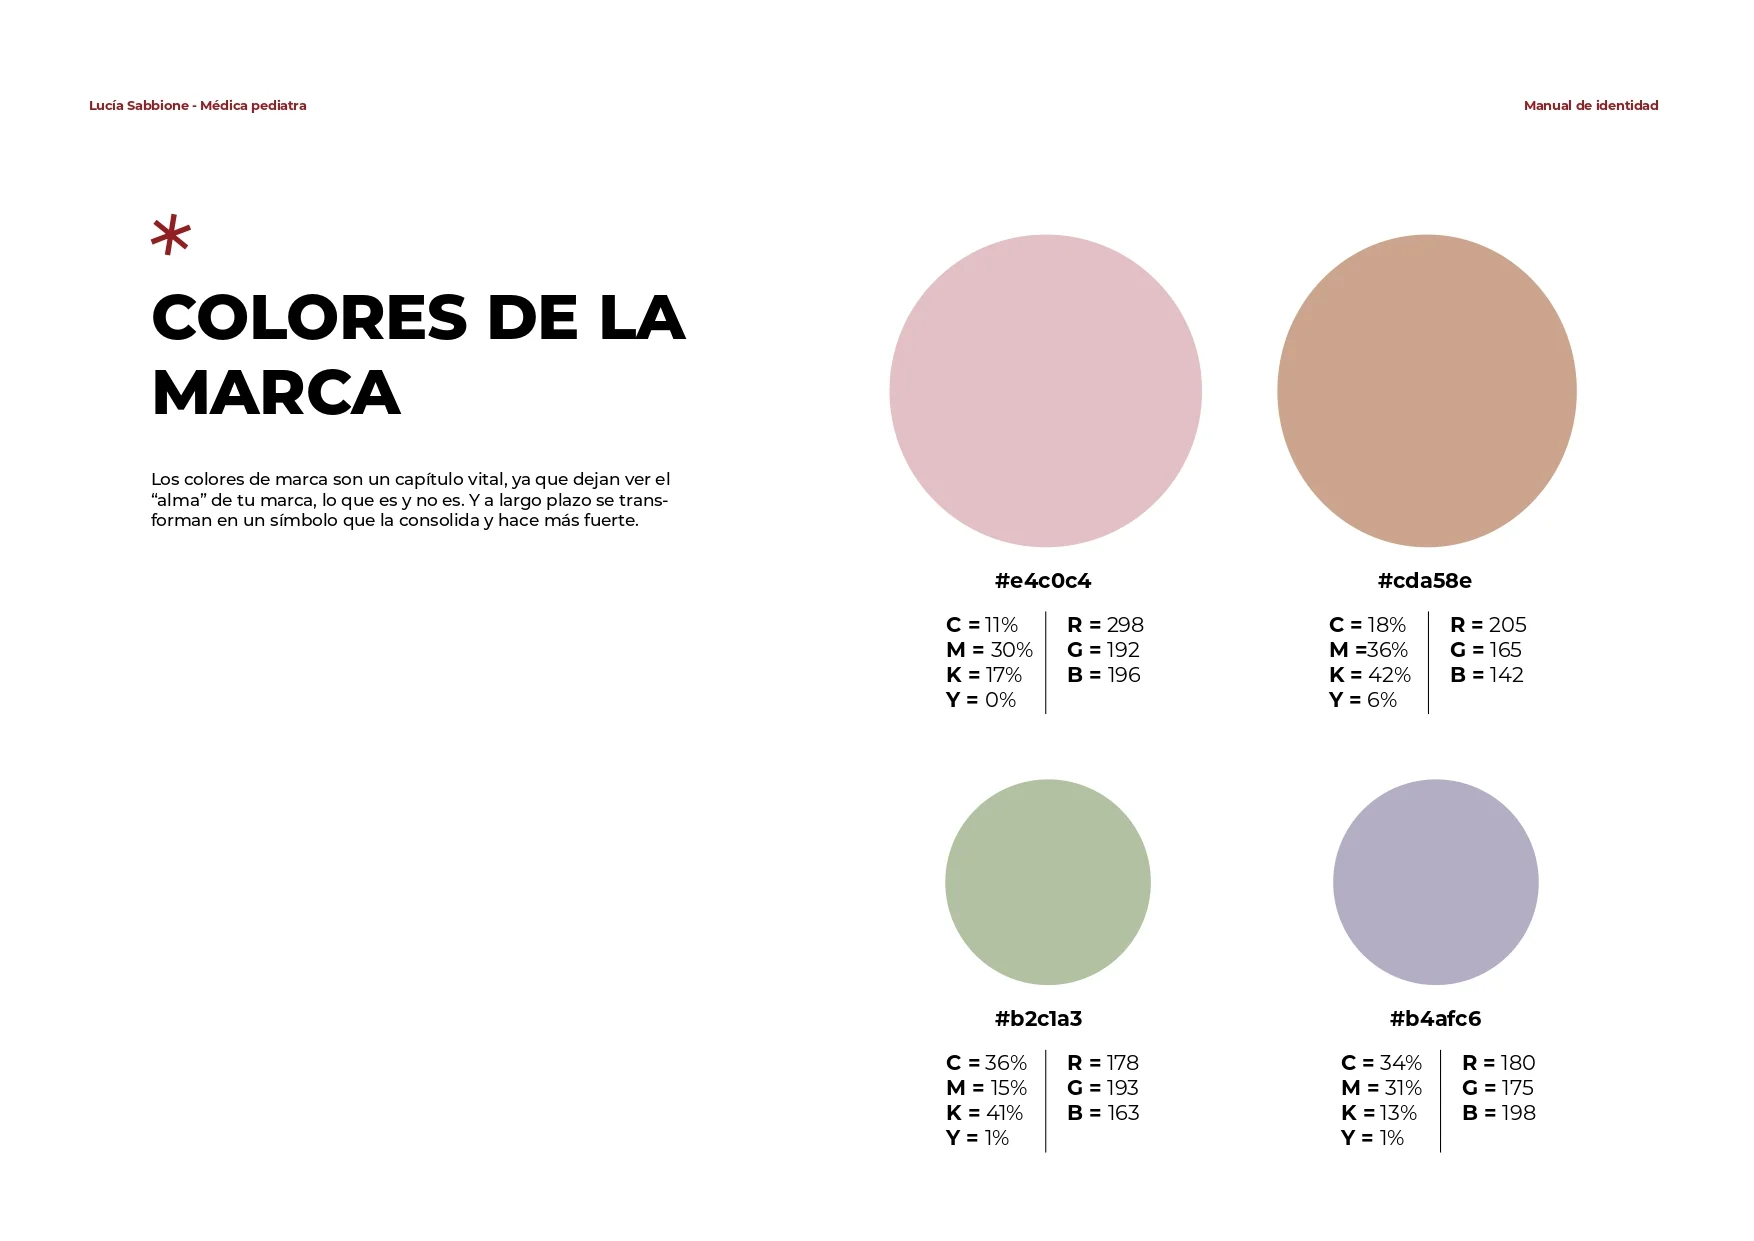 Lucía Sabbione - Médica pediatra
Manual de identidad
COLORES DE LA
MARCA
Los colores de marca son un capítulo vital, ya que dejan ver el
“alma” de tu marca, lo que es y no es. Y a largo plazo se trans-
forman en un símbolo que la consolida y hace más fuerte.
#e4c0c4
C = 11%
M = 30%
K = 17%
Y = 0%
R = 298
G = 192
B = 196
#cda58e
C = 18%
M =36%
K = 42%
Y = 6%
R = 205
G = 165
B = 142
#b2c1a3
C = 36%
M = 15%
K = 41%
Y = 1%
R = 178
G = 193
B = 163
#b4afc6
C = 34%
M = 31%
K = 13%
Y = 1%
R = 180
G = 175
B = 198